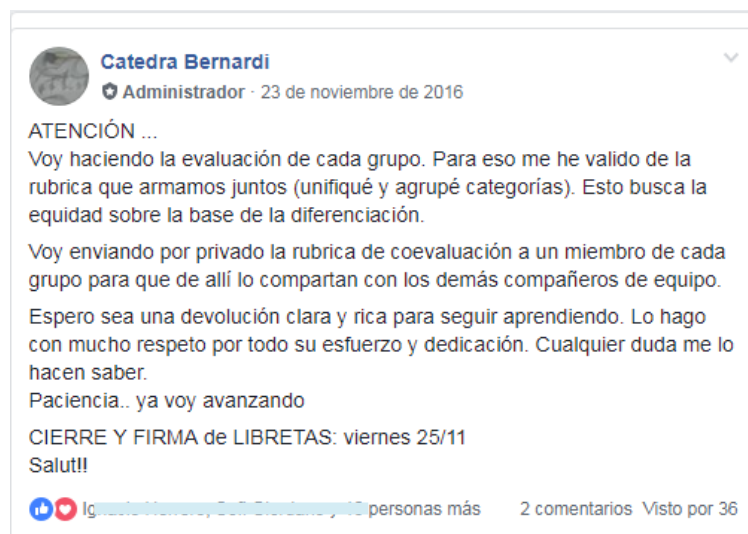 Catedra Bernardi
Administrador · 23 de noviembre de 2016
ATENCIÓN ...
Voy haciendo la evaluación de cada grupo. Para eso me he valido de la
rubrica que armamos juntos (unifiqué y agrupé categorías). Esto busca la
equidad sobre la base de la diferenciación.
Voy enviando por privado la rubrica de coevaluación a un miembro de cada
grupo para que de allí lo compartan con los demás compañeros de equipo.
Espero sea una devolución clara y rica para seguir aprendiendo. Lo hago
con mucho respeto por todo su esfuerzo y dedicación. Cualquier duda me lo
hacen saber.
Paciencia.. ya voy avanzando
CIERRE Y FIRMA de LIBRETAS: viernes 25/11
Salut!!
personas más 2 comentarios Visto por 36